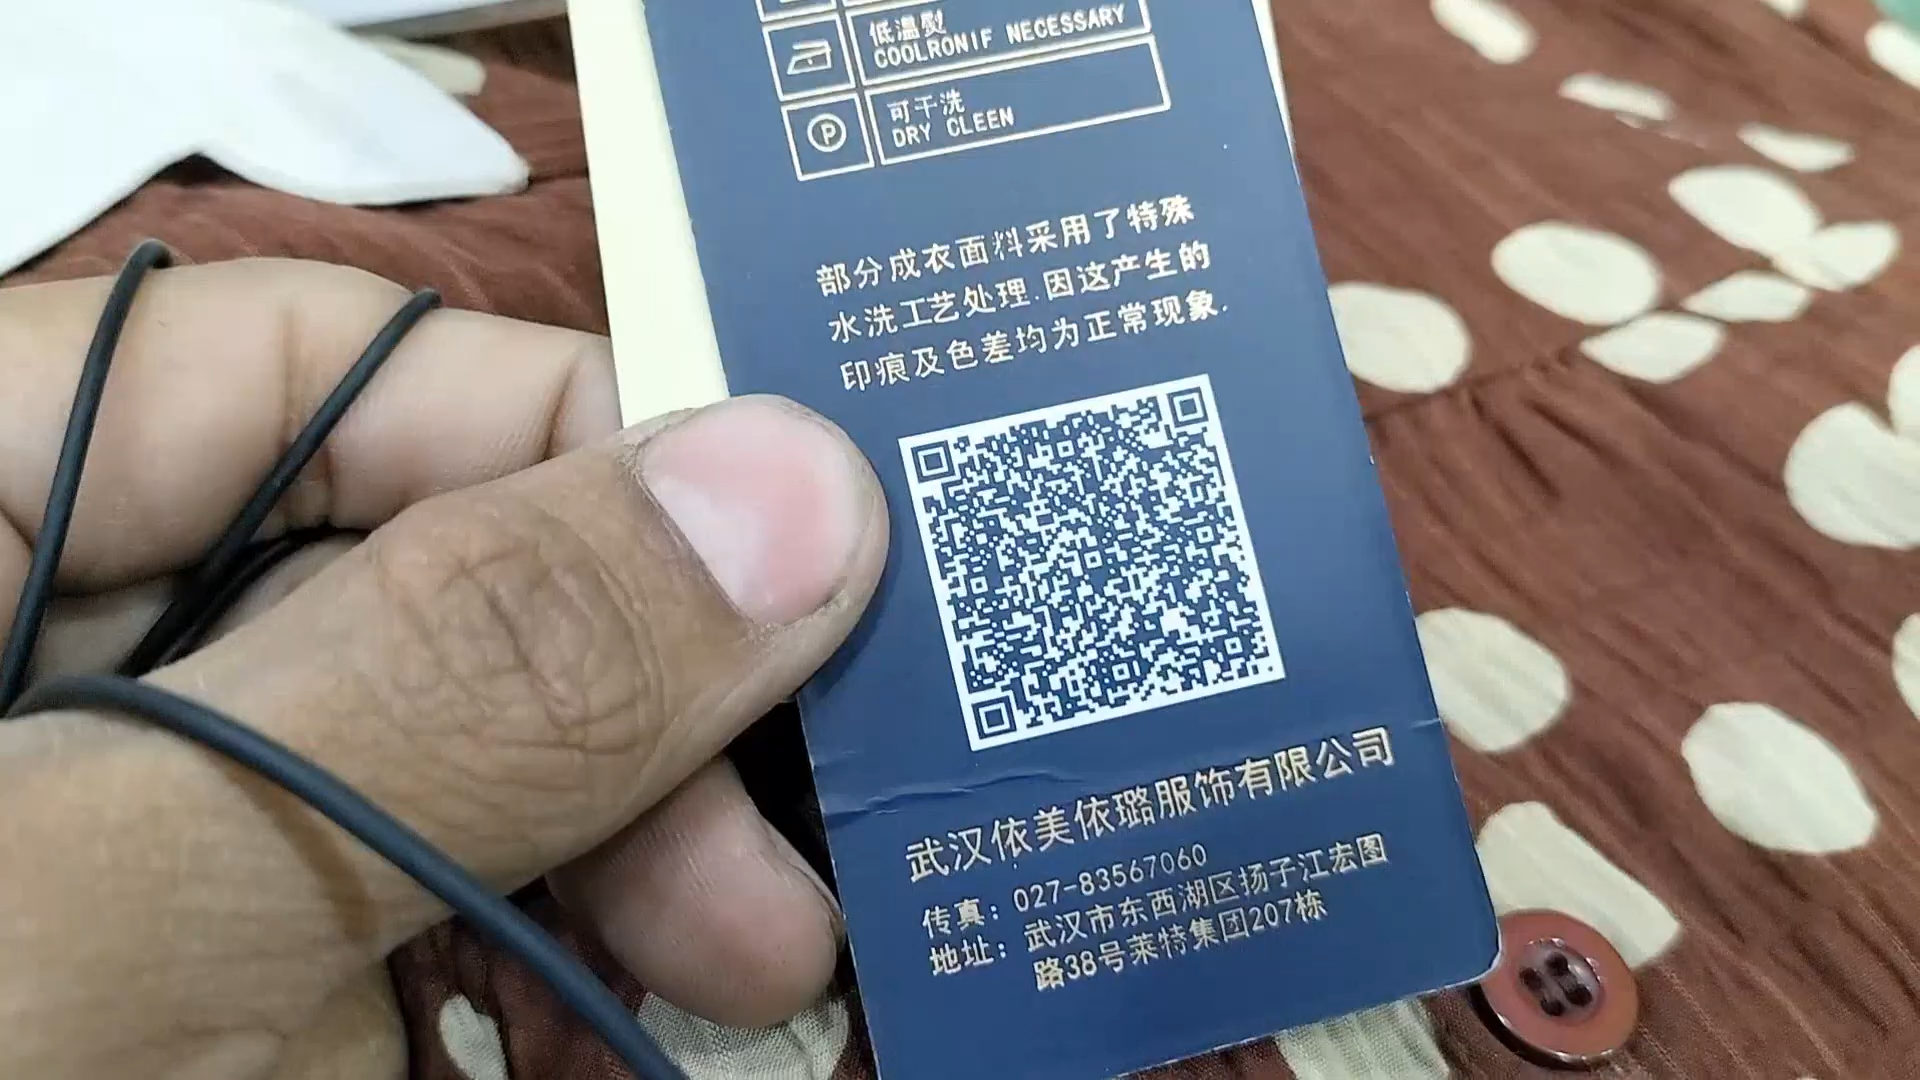 低温熨
COOLRONIF NECESSARY
P
可干洗
DRY CLEEN
部分成衣面料采用了特殊
水洗工艺处理.因这产生的
印痕及色差均为正常现象.
武汉依美依璐服饰有限公司
传真：027-83567060
地址：武汉市东西湖区扬子江宏图
路38号莱特集团207栋